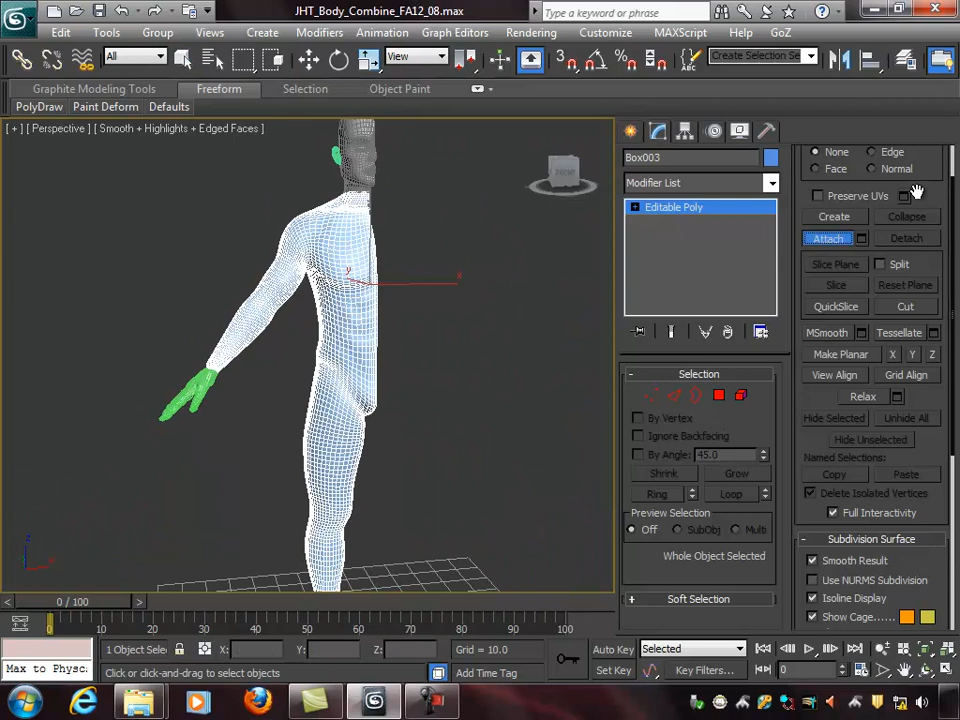 JHT_Body_Combine_FA12_08.max
Type a keyword or phrase
Edit Tools Group Views Create Modifiers Animation Graph Editors Rendering Customize MAXScript Help GoZ
All View 3 Create Selection Se
Graphite Modeling Tools Freeform Selection Object Paint
PolyDraw Paint Deform Defaults
[ + ] [ Perspective ] [ Smooth + Highlights + Edged Faces ]
FRONT
y x
z
Box003
Modifier List
Editable Poly
Selection
By Vertex
Ignore Backfacing
By Angle: 45.0
Shrink Grow
Ring Loop
Preview Selection
Off SubObj Multi
Whole Object Selected
Soft Selection
None Edge
Face Normal
Preserve UVs
Create Collapse
Attach Detach
Slice Plane Split
Slice Reset Plane
QuickSlice Cut
MSmooth Tessellate
Make Planar X Y Z
View Align Grid Align
Relax
Hide Selected Unhide All
Hide Unselected
Named Selections:
Copy Paste
Delete Isolated Vertices
Full Interactivity
Subdivision Surface
Smooth Result
Use NURMS Subdivision
Isoline Display
Show Cage......
< 0 / 100 >
0 10 20 30 40 50 60 70 80 90 100
1 Object Selec X: Y: Z: Grid = 10.0 Auto Key Selected
Max to Physc Click or click-and-drag to select objects Add Time Tag Set Key Key Filters... 0